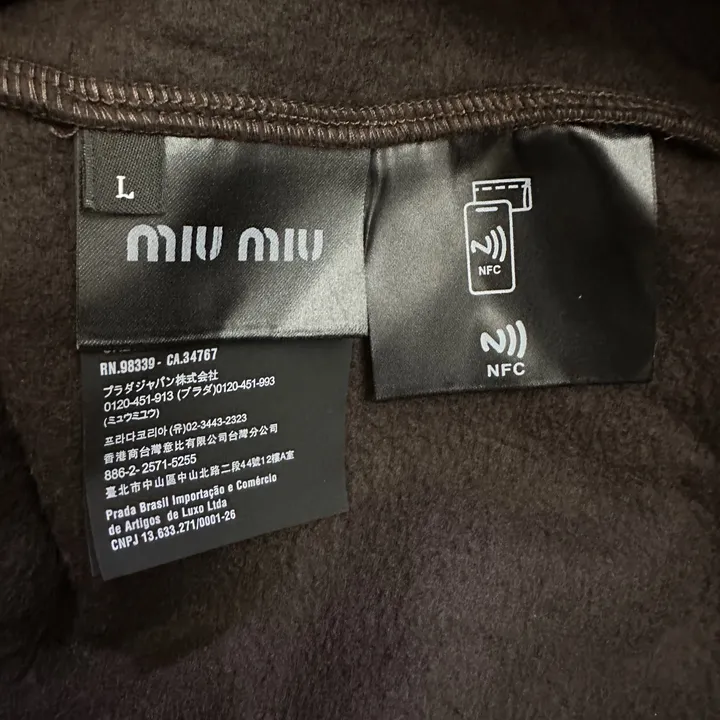 L
miu miu
RN.98339 - CA.34767
プラダジャパン株式会社
0120-451-913 (プラダ)0120-451-993
(ミュウミュウ)
프라다코리아 (유)02-3443-2323
香港商台灣意比有限公司台灣分公司
886-2-2571-5255
臺北市中山區中山北路二段44號12樓A室
Prada Brasil Importação e Comércio
de Artigos de Luxo Ltda
CNPJ 13.633.271/0001-26
NFC
NFC